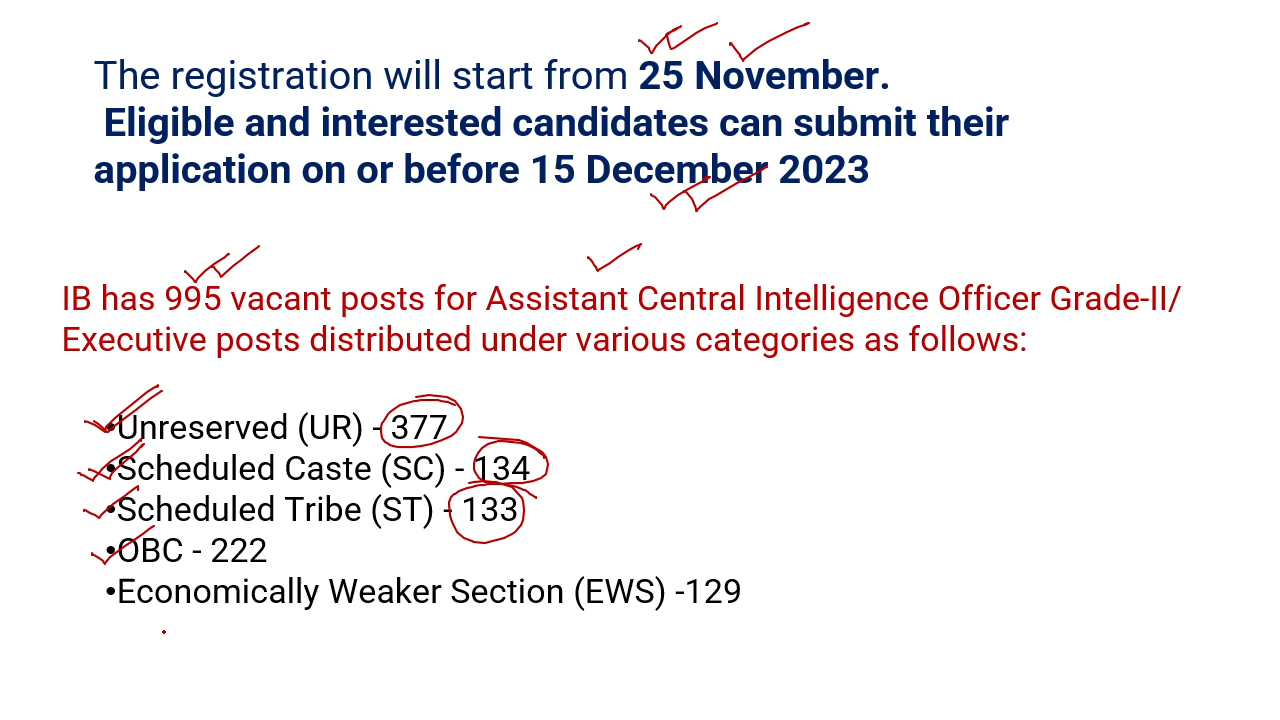 The registration will start from 25 November.
Eligible and interested candidates can submit their
application on or before 15 December 2023
IB has 995 vacant posts for Assistant Central Intelligence Officer Grade-II/
Executive posts distributed under various categories as follows:
•Unreserved (UR) - 377
•Scheduled Caste (SC) - 134
•Scheduled Tribe (ST) - 133
•OBC - 222
•Economically Weaker Section (EWS) -129